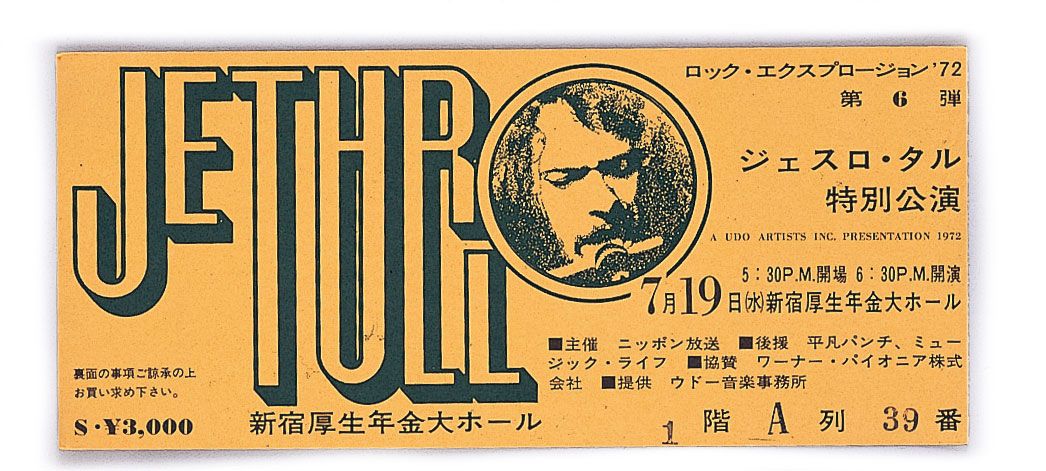 JETHRO
TULL
ロック・エクスプロージョン'72
第 6 弾
ジェスロ・タル
特別公演
A UDO ARTISTS INC. PRESENTATION 1972
5：30P.M.開場 6：30P.M.開演
7月19日(水)新宿厚生年金大ホール
■主催 ニッポン放送 ■後援 平凡パンチ、ミュー
ジック・ライフ ■協賛 ワーナー・パイオニア株式
会社 ■提供 ウドー音楽事務所
裏面の事項ご諒承の上
お買い求め下さい。
S・¥3,000
新宿厚生年金大ホール
1 階 A 列 39 番